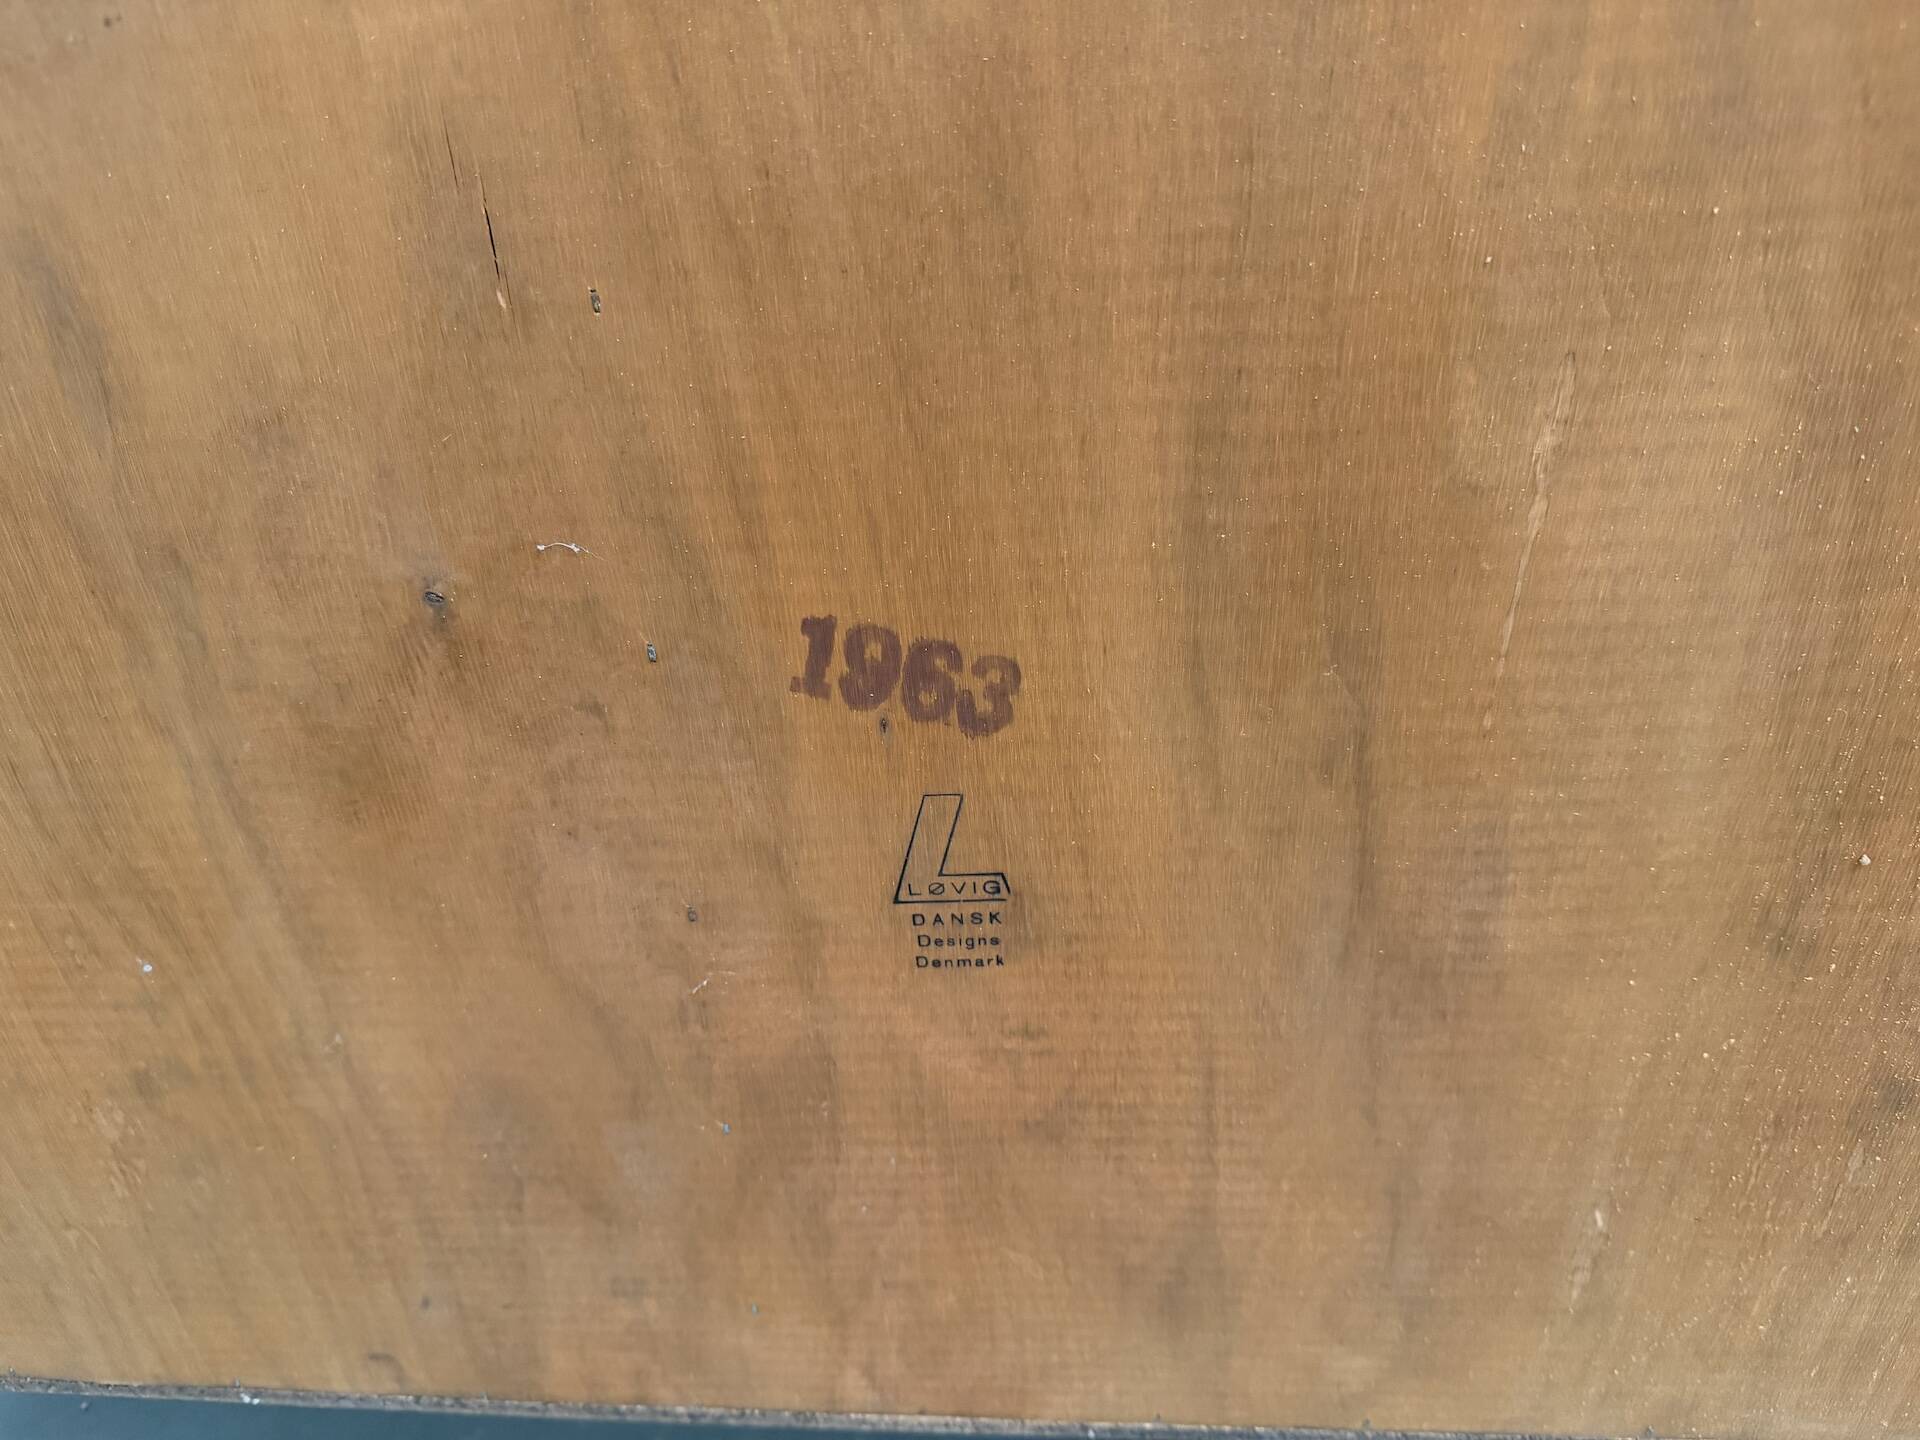 1963
LØVIG
DANSK
Designs
Denmark